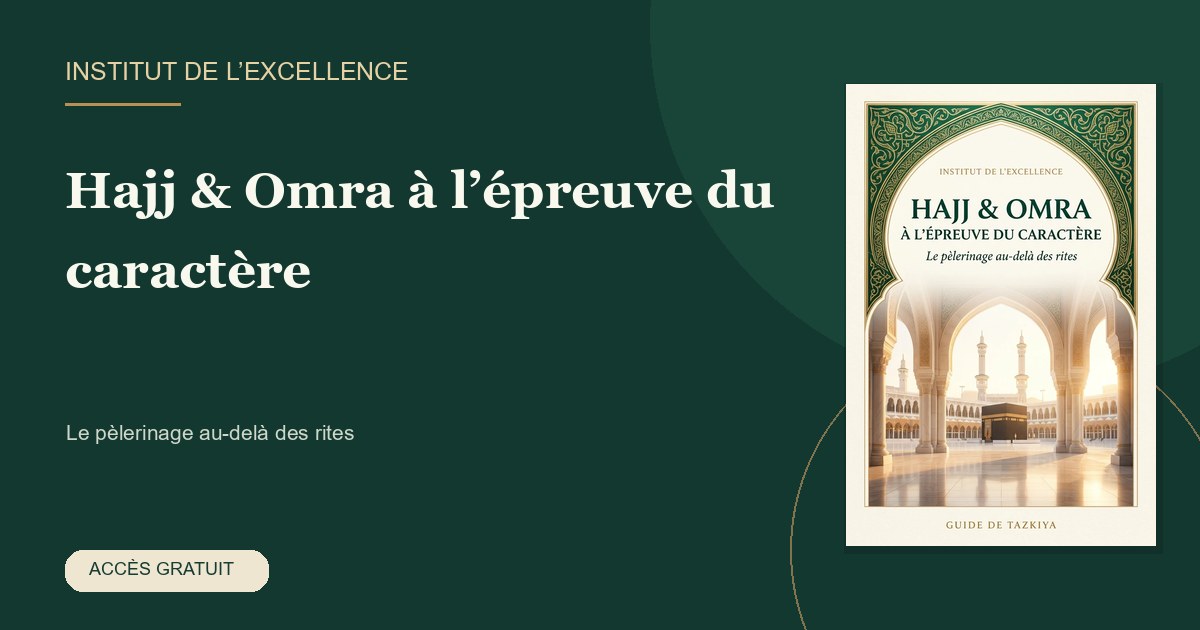 INSTITUT DE L’EXCELLENCE
Hajj & Omra à l’épreuve du
caractère
Le pèlerinage au-delà des rites
ACCÈS GRATUIT
INSTITUT DE L’EXCELLENCE
HAJJ & OMRA
À L’ÉPREUVE DU CARACTÈRE
Le pèlerinage au-delà des rites
GUIDE DE TAZKIYA